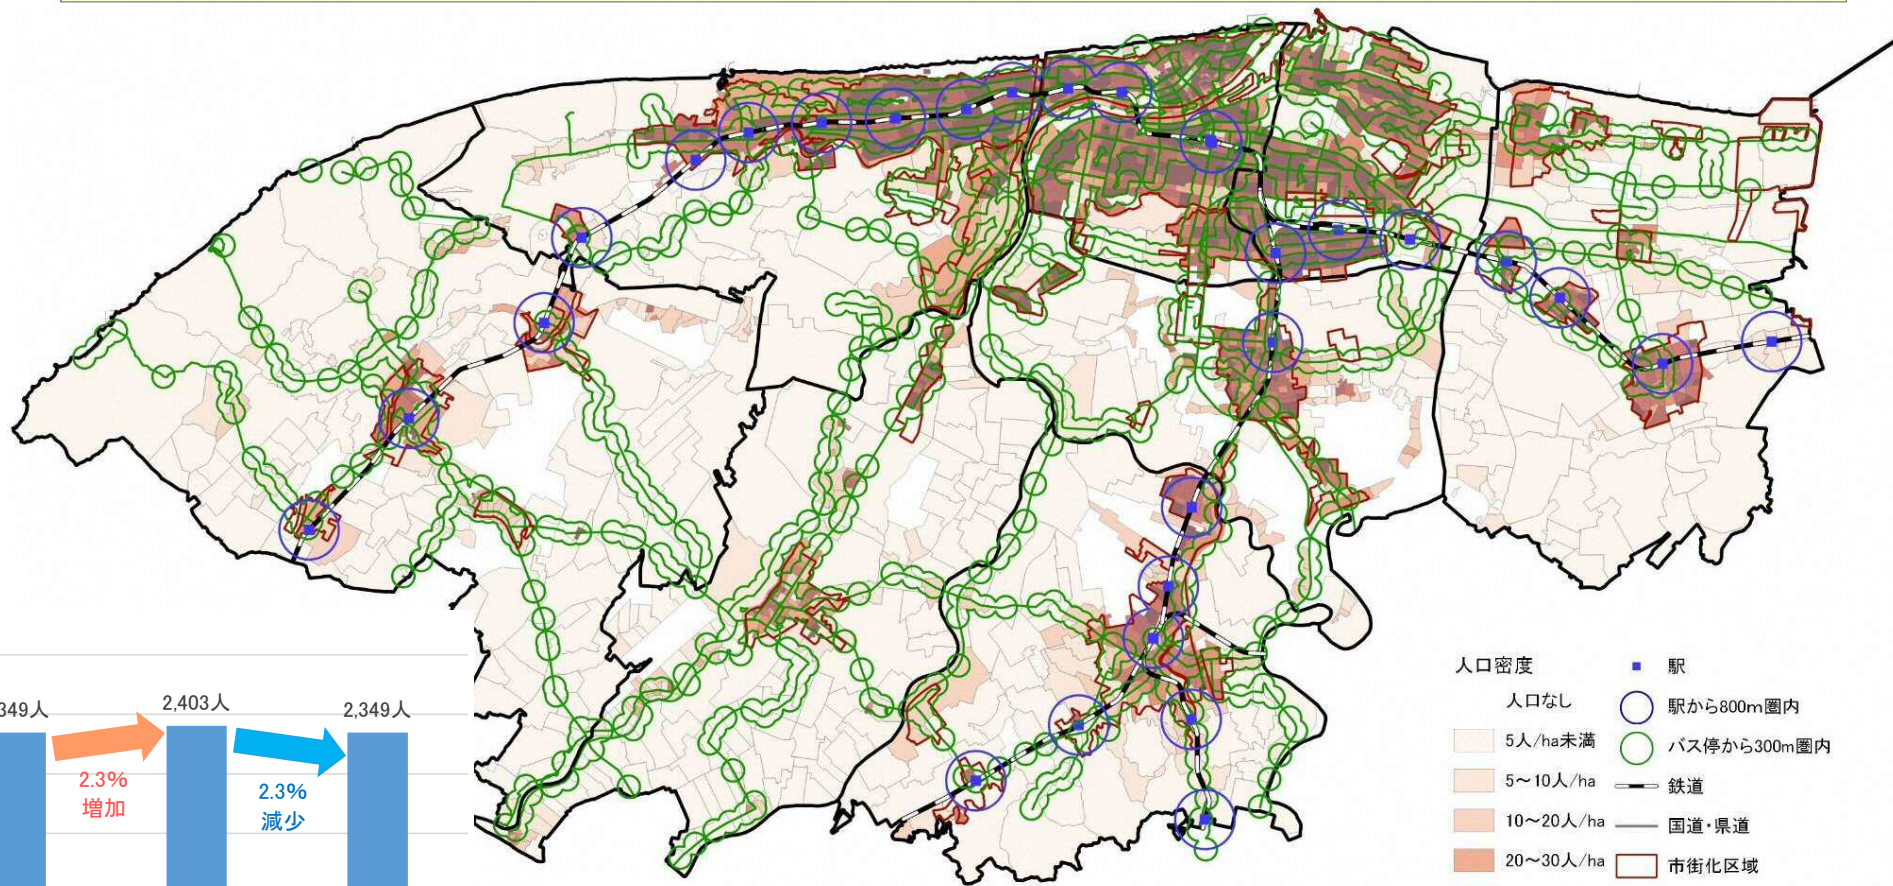 349人
2,403人
2,349人
2.3%
増加
2.3%
減少
人口密度
人口なし
5人/ha未満
5～10人/ha
10～20人/ha
20～30人/ha
駅
駅から800m圏内
バス停から300m圏内
鉄道
国道・県道
市街化区域